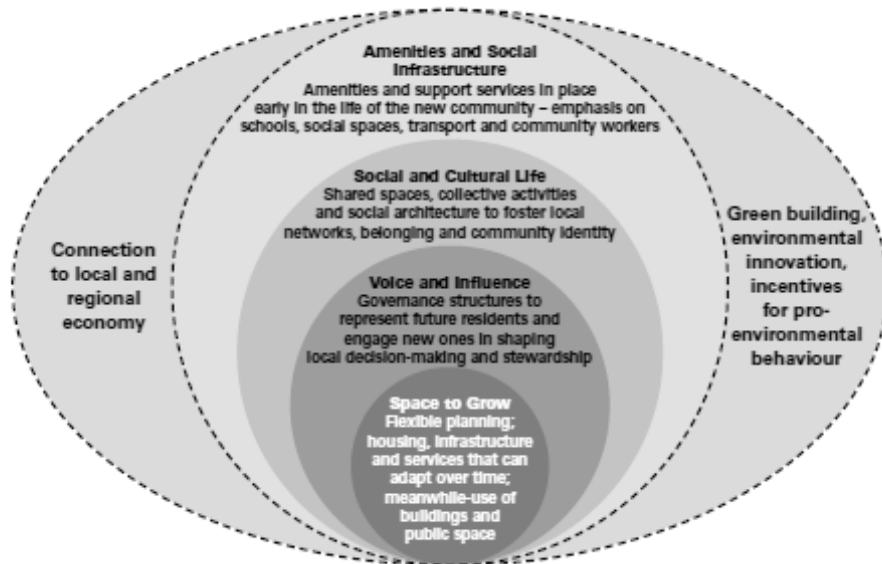 Amenities and Social
Infrastructure
Amenities and support services in place
early in the life of the new community – emphasis on
schools, social spaces, transport and community workers
Social and Cultural Life
Shared spaces, collective activities
and social architecture to foster local
networks, belonging and community identity
Voice and Influence
Governance structures to
represent future residents and
engage new ones in shaping
local decision-making and stewardship
Space to Grow
Flexible planning;
housing, infrastructure
and services that can
adapt over time;
meanwhile-use of
buildings and
public space
Connection
to local and
regional
economy
Green building,
environmental
innovation,
incentives
for pro-
environmental
behaviour